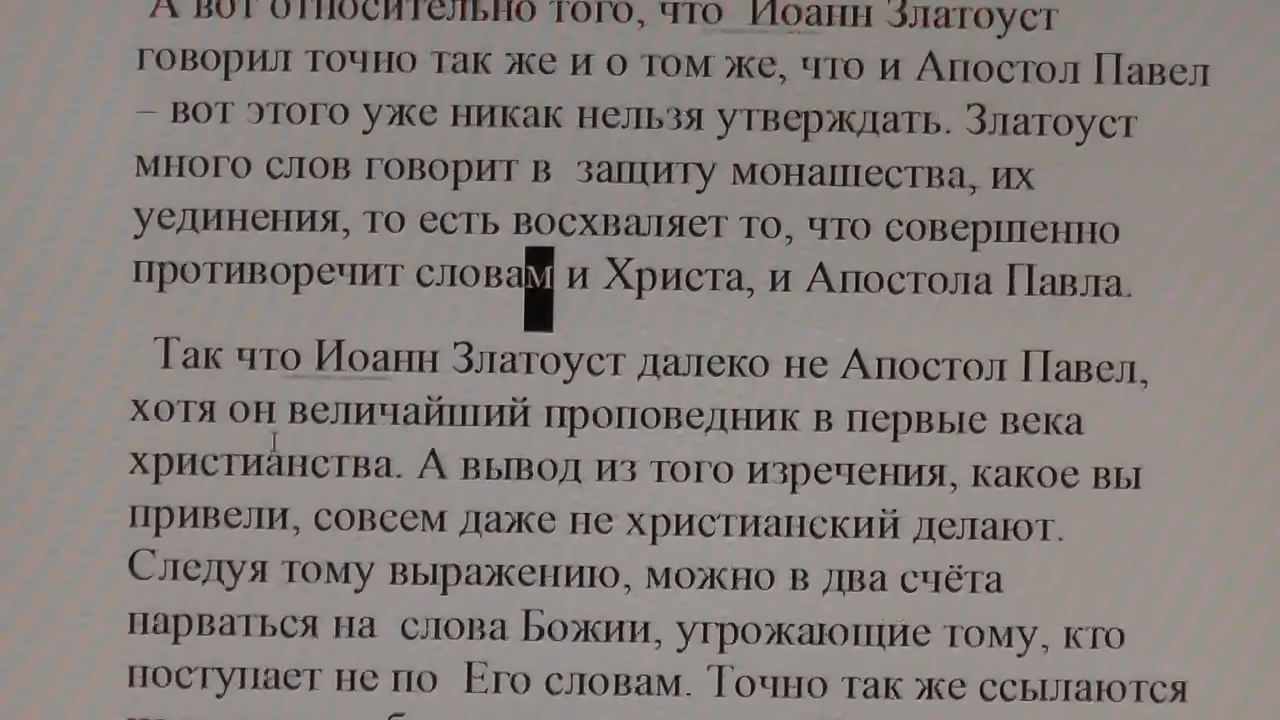 А вот относительно того, что Иоанн Златоуст
говорил точно так же и о том же, что и Апостол Павел
– вот этого уже никак нельзя утверждать. Златоуст
много слов говорит в защиту монашества, их
уединения, то есть восхваляет то, что совершенно
противоречит словам и Христа, и Апостола Павла.
Так что Иоанн Златоуст далеко не Апостол Павел,
хотя он величайший проповедник в первые века
христианства. А вывод из того изречения, какое вы
привели, совсем даже не христианский делают.
Следуя тому выражению, можно в два счёта
нарваться на слова Божии, угрожающие тому, кто
поступает не по Его словам. Точно так же ссылаются